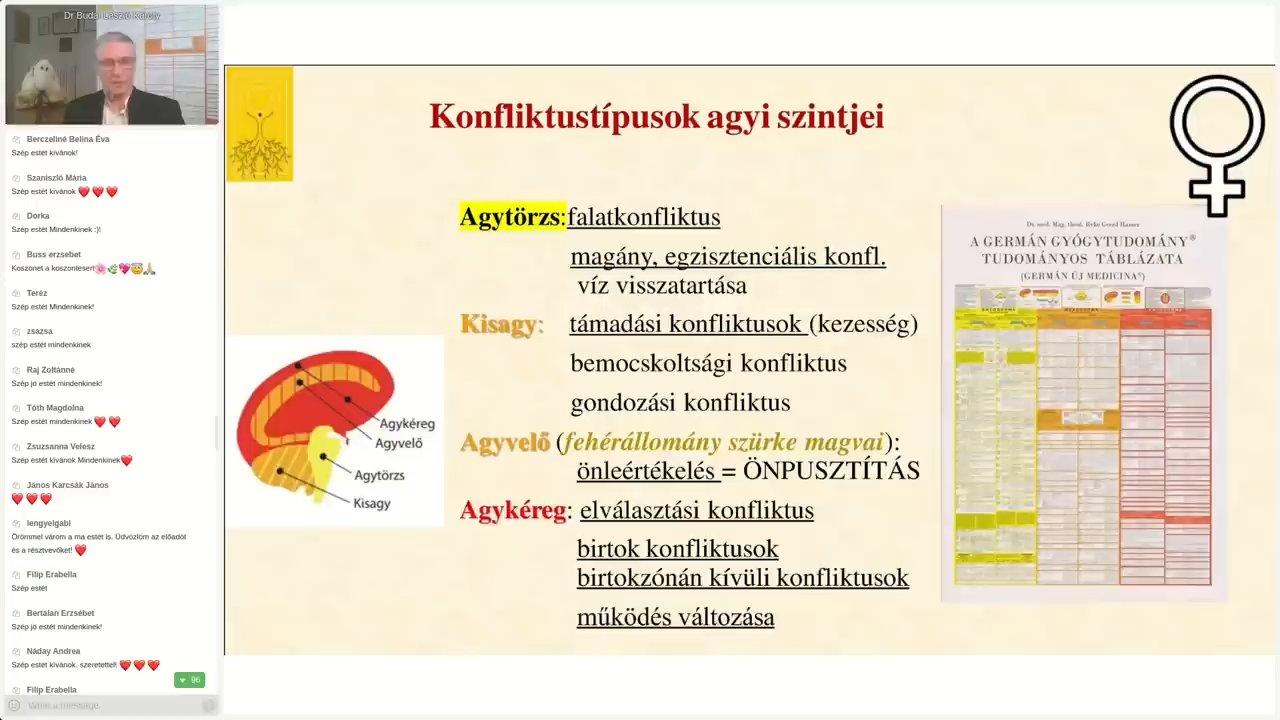 Dr Budai László Károly
Berczeliné Belina Éva
Szép estét kívánok!
Szaniszló Mária
Szép estét kívánok ❤️ ❤️ ❤️
Dorka
Szép estét Mindenkinek :)!
Buss erzsebet
Köszönet a köszöntésért🌸🌿💖😇🙏
Teréz
Szép estét Mindenkinek!
zsazsa
szép estét mindenkinek
Raj Zoltánné
Szép jó estét mindenkinek!
Tóth Magdolna
Szép estét mindenkinek ❤️ ❤️
Zsuzsanna Velesz
Szép estét kívánok Mindenkinek❤️
János Karcsák János
❤️ ❤️ ❤️
lengyelgabi
Örömmel várom a ma estét is. Üdvözlöm az előadót
és a résztvevőket! ❤️
Filip Erabella
Szép estét
Bertalan Erzsébet
Szép jó estét mindenkinek!
Náday Andrea
Szép estét kívánok. szeretettel! ❤️ ❤️ ❤️
96
Filip Erabella
Konfliktustípusok agyi szintjei
Agytörzs:falatkonfliktus
magány, egzisztenciális konfl.
víz visszatartása
Kisagy: támadási konfliktusok (kezesség)
bemocskoltsági konfliktus
gondozási konfliktus
Agyvelő (fehérállomány szürke magvai):
önleértékelés = ÖNPUSZTÍTÁS
Agykéreg: elválasztási konfliktus
birtok konfliktusok
birtokzónán kívüli konfliktusok
működés változása
Agykéreg
Agyvelő
Agytörzs
Kisagy
Dr. med. Mag. theol. Ryke Geerd Hamer
A GERMÁN GYÓGYTUDOMÁNY®
TUDOMÁNYOS TÁBLÁZATA
(GERMÁN ÚJ MEDICINA®)